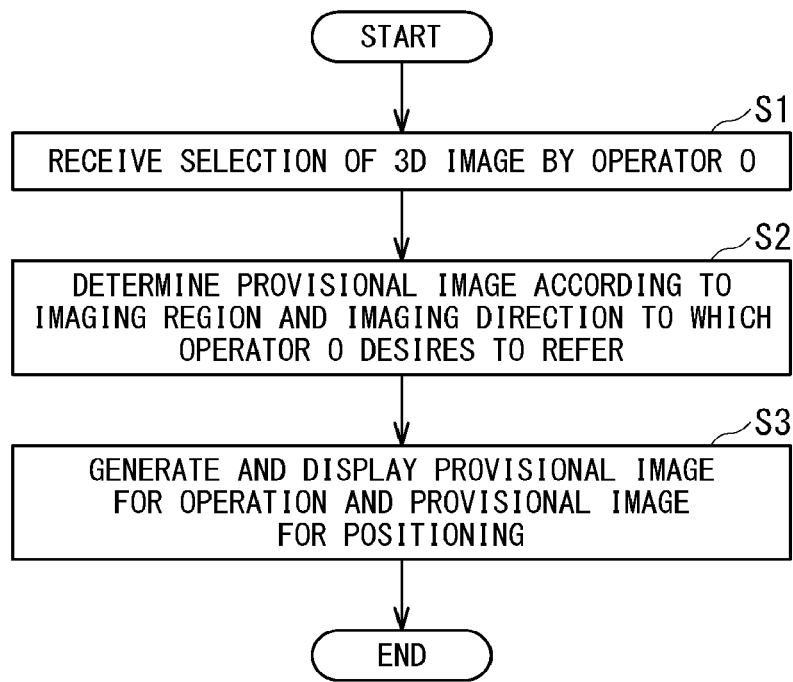 START
S1
RECEIVE SELECTION OF 3D IMAGE BY OPERATOR O
S2
DETERMINE PROVISIONAL IMAGE ACCORDING TO
IMAGING REGION AND IMAGING DIRECTION TO WHICH
OPERATOR O DESIRES TO REFER
S3
GENERATE AND DISPLAY PROVISIONAL IMAGE
FOR OPERATION AND PROVISIONAL IMAGE
FOR POSITIONING
END